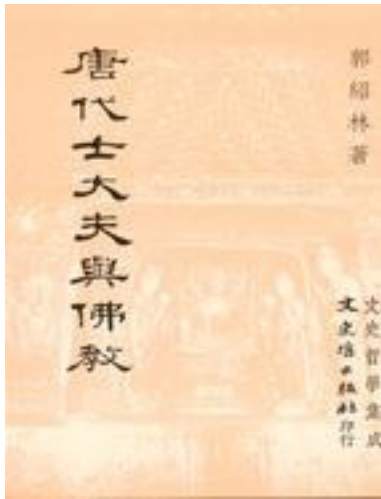 郭紹林著
唐代士大夫與佛教
文史哲學集成
文史哲出版社印行